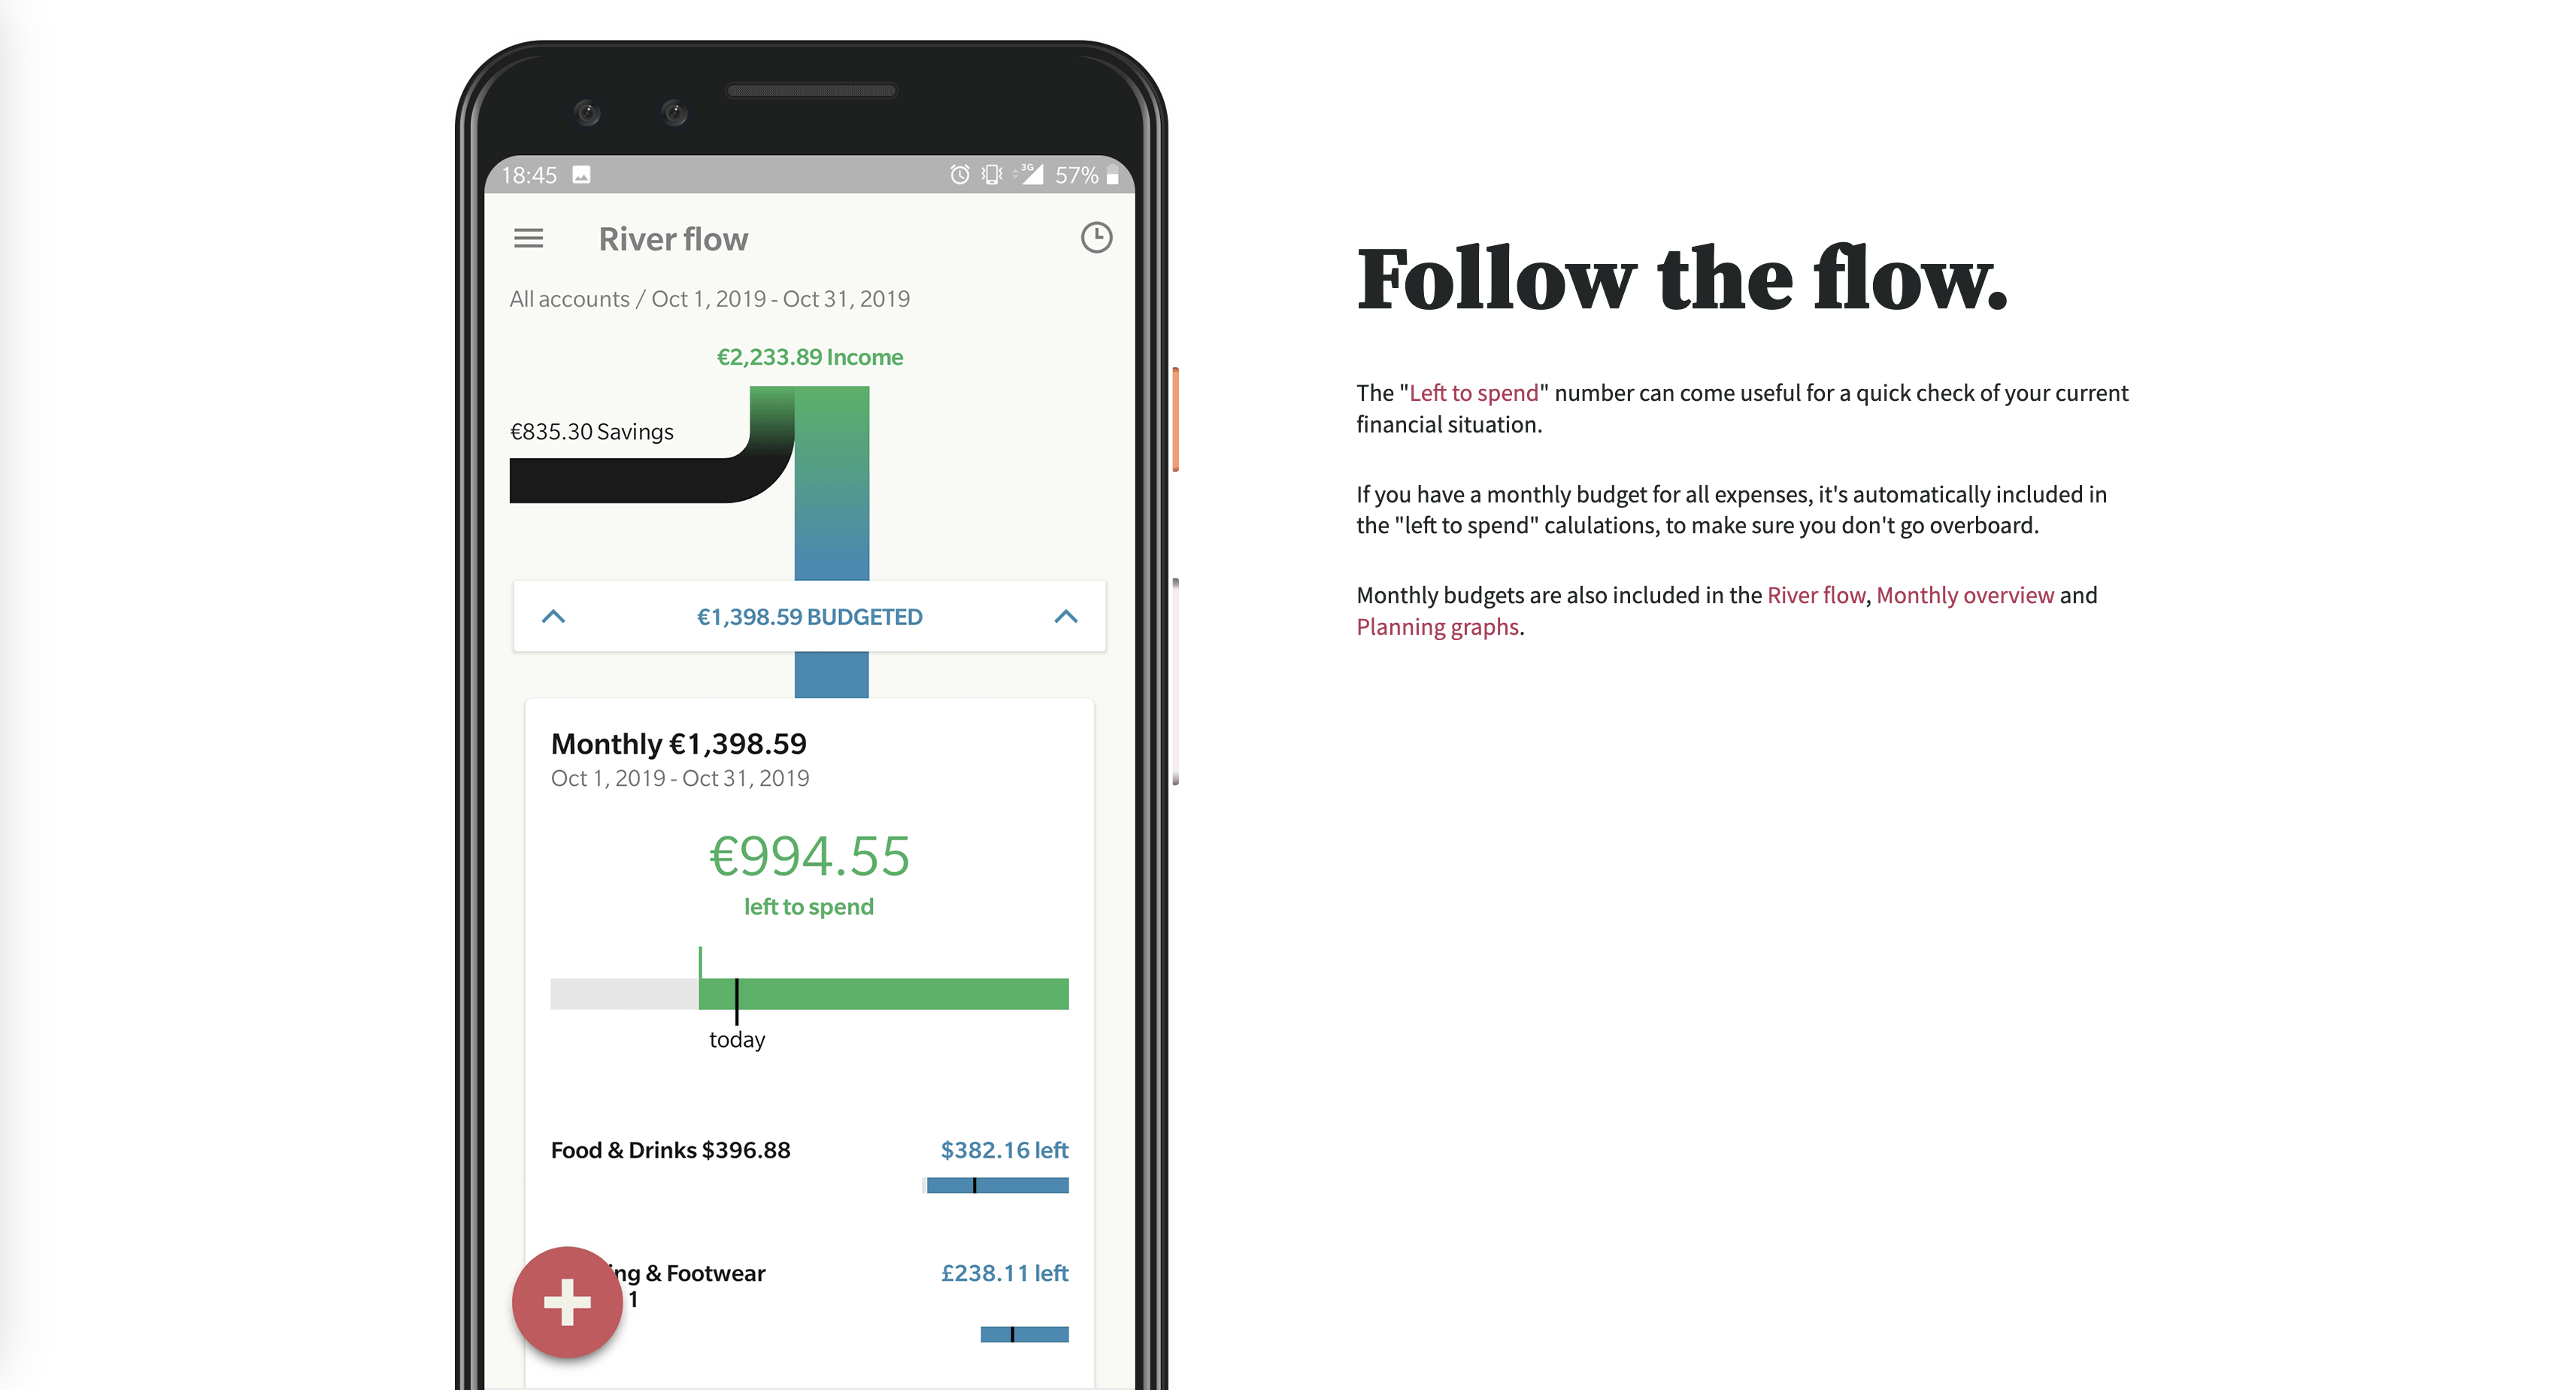 18:45
3G
57%
River flow
All accounts / Oct 1, 2019 - Oct 31, 2019
€2,233.89 Income
€835.30 Savings
€1,398.59 BUDGETED
Monthly €1,398.59
Oct 1, 2019 - Oct 31, 2019
€994.55
left to spend
today
Food & Drinks $396.88
$382.16 left
& Footwear
£238.11 left
Follow the flow.
The "Left to spend" number can come useful for a quick check of your current
financial situation.
If you have a monthly budget for all expenses, it's automatically included in
the "left to spend" calulations, to make sure you don't go overboard.
Monthly budgets are also included in the River flow, Monthly overview and
Planning graphs.